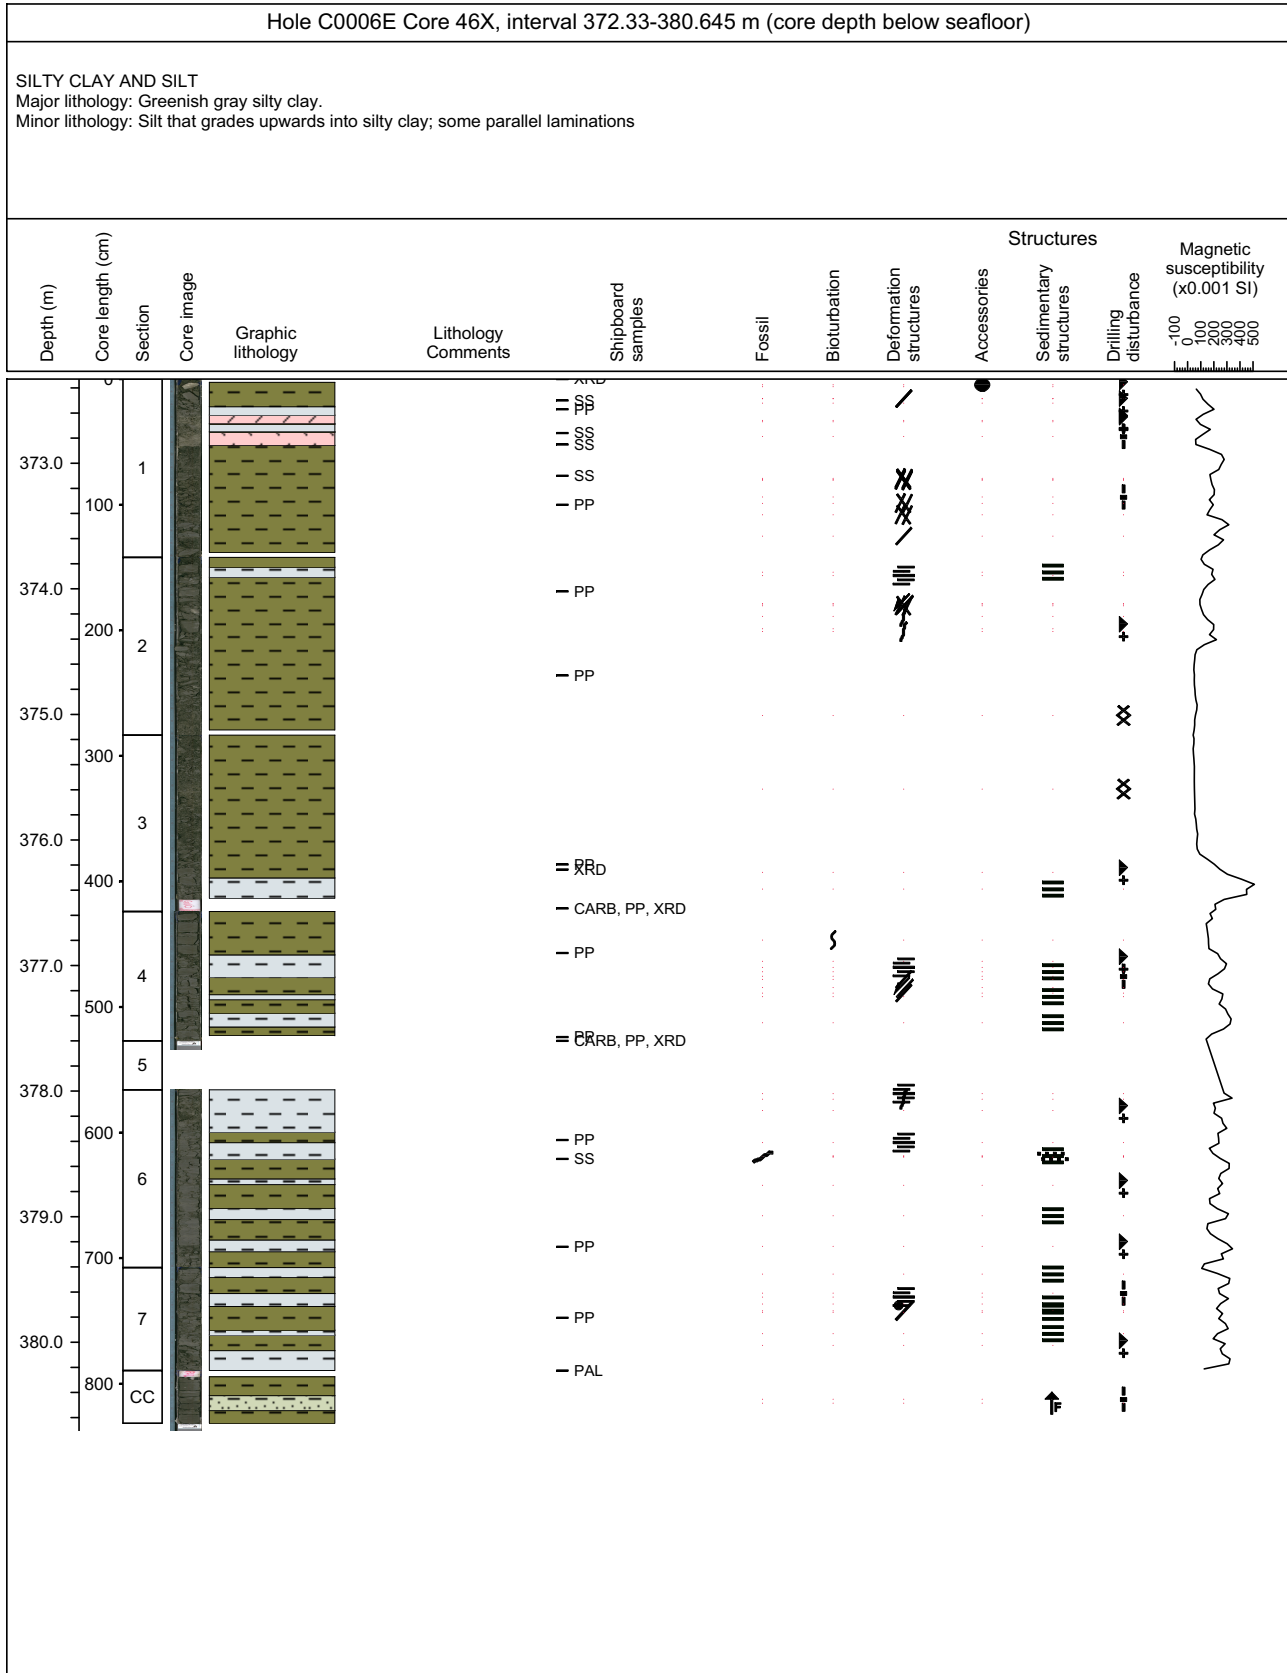 Hole C0006E Core 46X, interval 372.33-380.645 m (core depth below seafloor)
SILTY CLAY AND SILT
Major lithology: Greenish gray silty clay.
Minor lithology: Silt that grades upwards into silty clay; some parallel laminations
Depth (m)
Core length (cm)
Section
Core image
Graphic
lithology
Lithology
Comments
Shipboard
samples
Fossil
Bioturbation
Structures
Deformation
structures
Accessories
Sedimentary
structures
Drilling
disturbance
Magnetic
susceptibility
(x0.001 SI)
-100
0
100
200
300
400
500
0
XRD
SS
PP
SS
SS
373.0
1
SS
100
PP
374.0
PP
200
2
PP
375.0
300
3
376.0
PP
XRD
400
CARB, PP, XRD
PP
377.0
4
500
PP
CARB, PP, XRD
5
378.0
600
PP
SS
6
379.0
PP
700
7
PP
380.0
PAL
800
CC
F